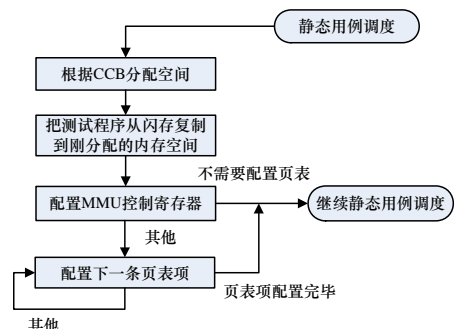 静态用例调度
根据CCB分配空间
把测试程序从闪存复制
到刚分配的内存空间
不需要配置页表
配置MMU控制寄存器
继续静态用例调度
其他
配置下一条页表项
页表项配置完毕
其他